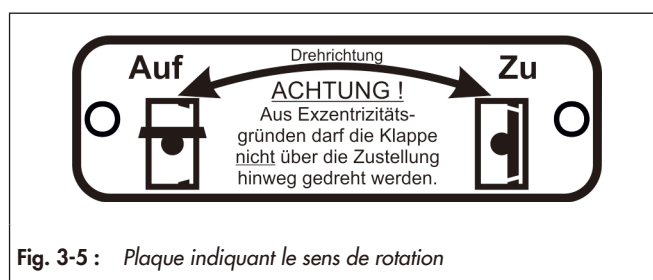 Drehrichtung
Auf
Zu
ACHTUNG !
Aus Exzentrizitäts-
gründen darf die Klappe
nicht über die Zustellung
hinweg gedreht werden.
Fig. 3-5 : Plaque indiquant le sens de rotation